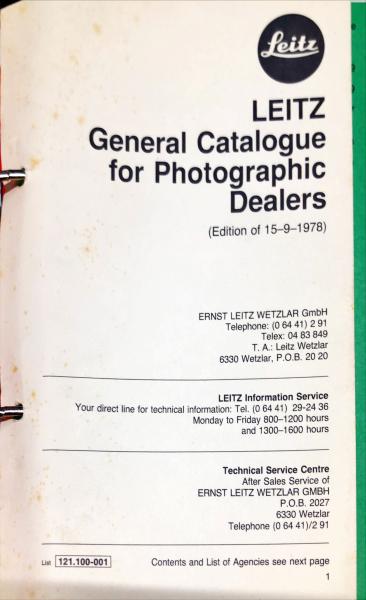 Leitz
LEITZ
General Catalogue
for Photographic
Dealers
(Edition of 15-9-1978)
ERNST LEITZ WETZLAR GmbH
Telephone: (0 64 41) 2 91
Telex: 04 83 849
T. A.: Leitz Wetzlar
6330 Wetzlar, P.O.B. 20 20
LEITZ Information Service
Your direct line for technical information: Tel. (0 64 41) 29-24 36
Monday to Friday 800–1200 hours
and 1300–1600 hours
Technical Service Centre
After Sales Service of
ERNST LEITZ WETZLAR GMBH
P.O.B. 2027
6330 Wetzlar
Telephone (0 64 41)/2 91
List 121.100-001 Contents and List of Agencies see next page
1